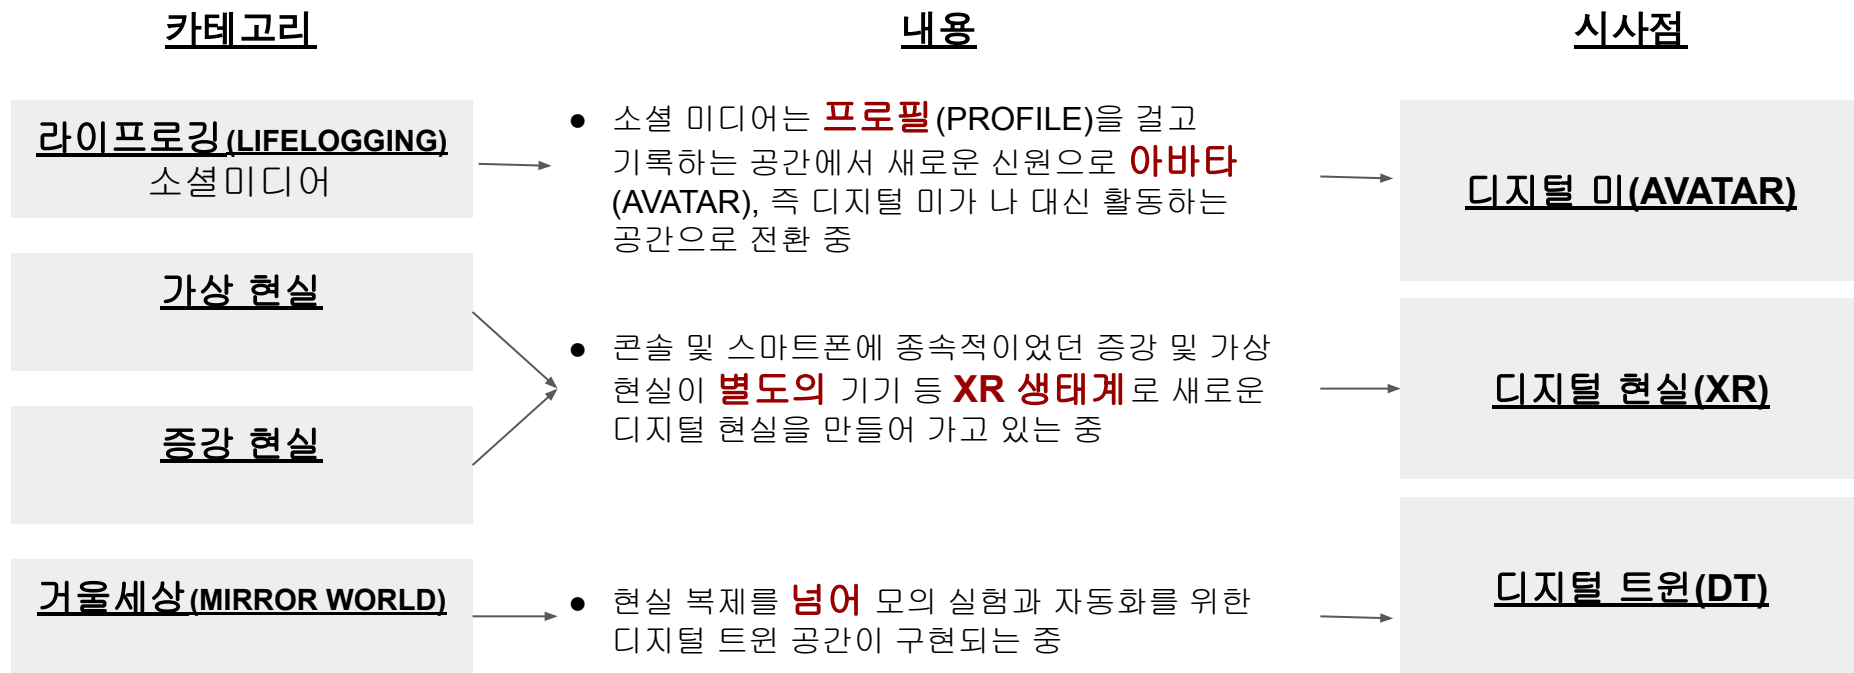 카테고리
내용
시사점
라이프로깅(LIFELOGGING)
소셜미디어
● 소셜 미디어는 프로필(PROFILE)을 걸고
기록하는 공간에서 새로운 신원으로 아바타
(AVATAR), 즉 디지털 미가 나 대신 활동하는
공간으로 전환 중
디지털 미(AVATAR)
가상 현실
증강 현실
● 콘솔 및 스마트폰에 종속적이었던 증강 및 가상
현실이 별도의 기기 등 XR 생태계로 새로운
디지털 현실을 만들어 가고 있는 중
디지털 현실(XR)
거울세상(MIRROR WORLD)
● 현실 복제를 넘어 모의 실험과 자동화를 위한
디지털 트윈 공간이 구현되는 중
디지털 트윈(DT)